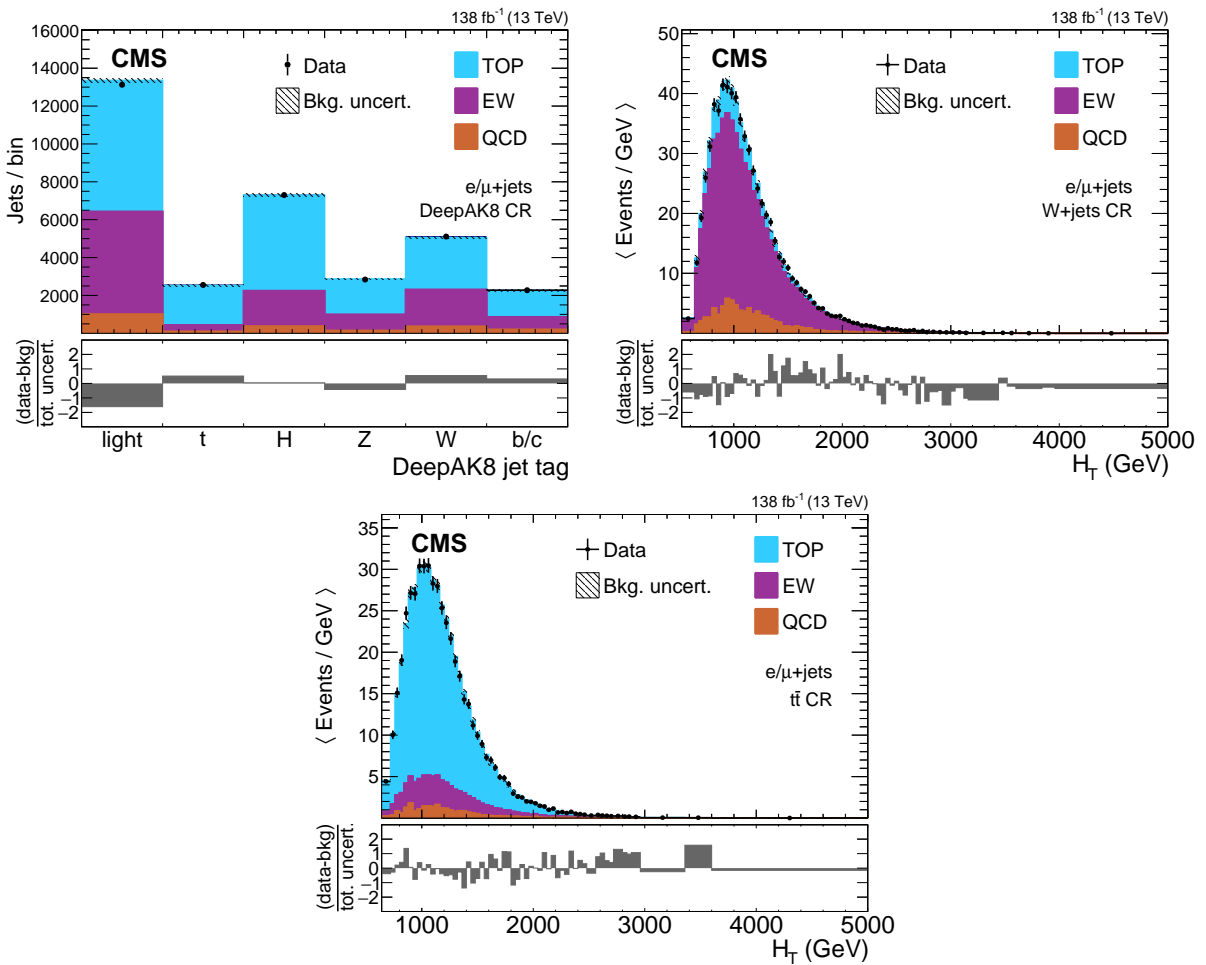 138 fb⁻¹ (13 TeV)
CMS
Data
Bkg. uncert.
TOP
EW
QCD
e/μ+jets
DeepAK8 CR
Jets / bin
16000
14000
12000
10000
8000
6000
4000
2000
(data-bkg)
tot. uncert.
2
1
0
−1
−2
light t H Z W b/c
DeepAK8 jet tag
138 fb⁻¹ (13 TeV)
CMS
Data
Bkg. uncert.
TOP
EW
QCD
e/μ+jets
W+jets CR
⟨ Events / GeV ⟩
50
40
30
20
10
0
(data-bkg)
tot. uncert.
2
1
0
−1
−2
1000 2000 3000 4000 5000
H_T (GeV)
138 fb⁻¹ (13 TeV)
CMS
Data
Bkg. uncert.
TOP
EW
QCD
e/μ+jets
tt̄ CR
⟨ Events / GeV ⟩
35
30
25
20
15
10
5
(data-bkg)
tot. uncert.
2
1
0
−1
−2
1000 2000 3000 4000 5000
H_T (GeV)